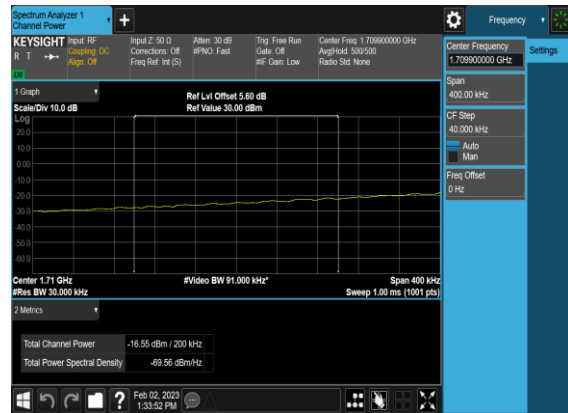 Spectrum Analyzer 1
Channel Power
+
Frequency
KEYSIGHT
R T
LW
Input: RF
Coupling: DC
Align: Off
Input Z: 50 Ω
Corrections: Off
Freq Ref: Int (S)
Atten: 30 dB
#PNO: Fast
Trig: Free Run
Gate: Off
#IF Gain: Low
Center Freq: 1.709900000 GHz
Avg|Hold: 500/500
Radio Std: None
Center Frequency
1.709900000 GHz
Settings
Span
400.00 kHz
CF Step
40.000 kHz
Auto
Man
Freq Offset
0 Hz
1 Graph
Scale/Div 10.0 dB
Ref Lvl Offset 5.60 dB
Ref Value 30.00 dBm
Log
20.0
10.0
0.00
-10.0
-20.0
-30.0
-40.0
-50.0
-60.0
Center 1.71 GHz
#Res BW 30.000 kHz
#Video BW 91.000 kHz*
Span 400 kHz
Sweep 1.00 ms (1001 pts)
2 Metrics
Total Channel Power -16.55 dBm / 200 kHz
Total Power Spectral Density -69.56 dBm/Hz
?
Feb 02, 2023
1:33:52 PM